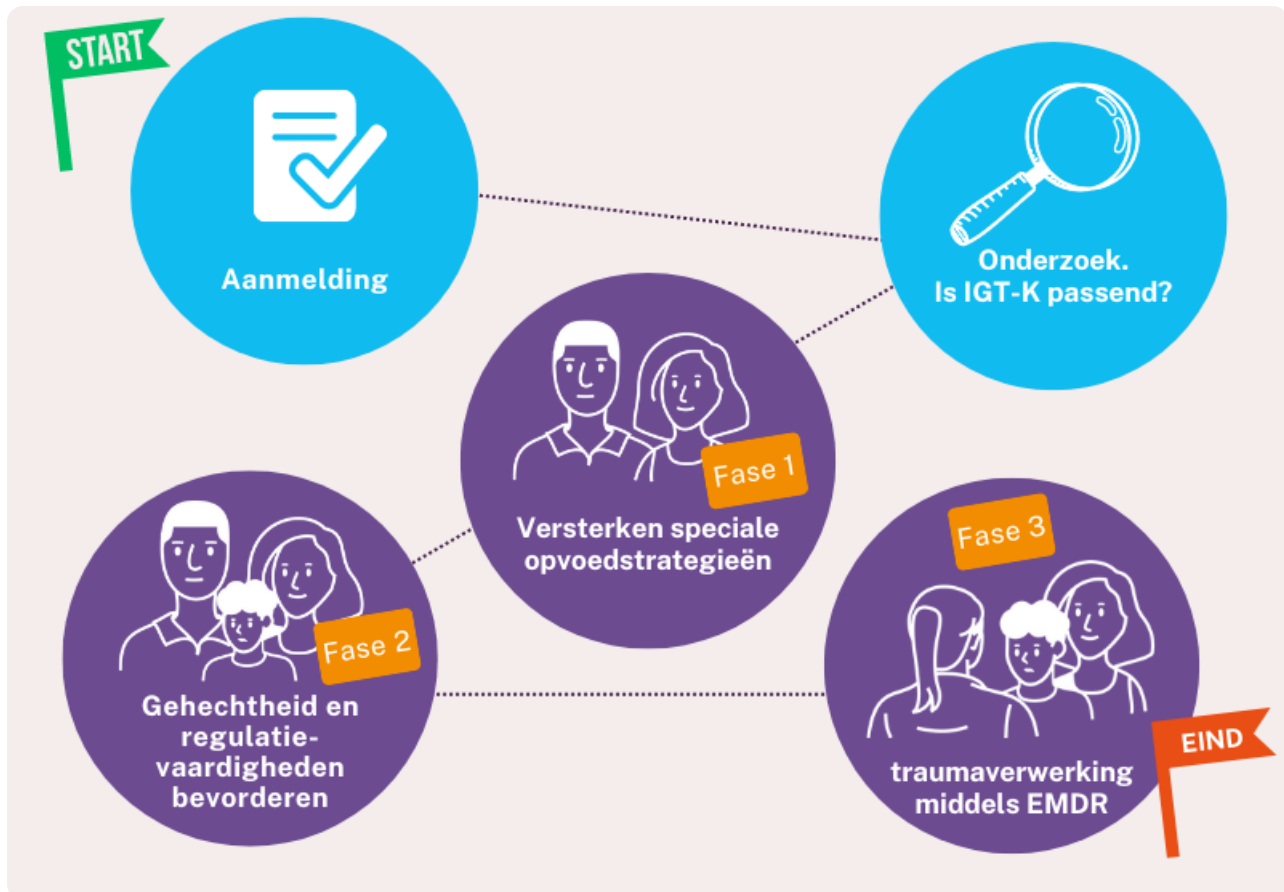 START
Aanmelding
Onderzoek.
Is IGT-K passend?
Fase 1
Versterken speciale
opvoedstrategieën
Fase 2
Gehechtheid en
regulatie-
vaardigheden
bevorderen
Fase 3
traumaverwerking
middels EMDR
EIND